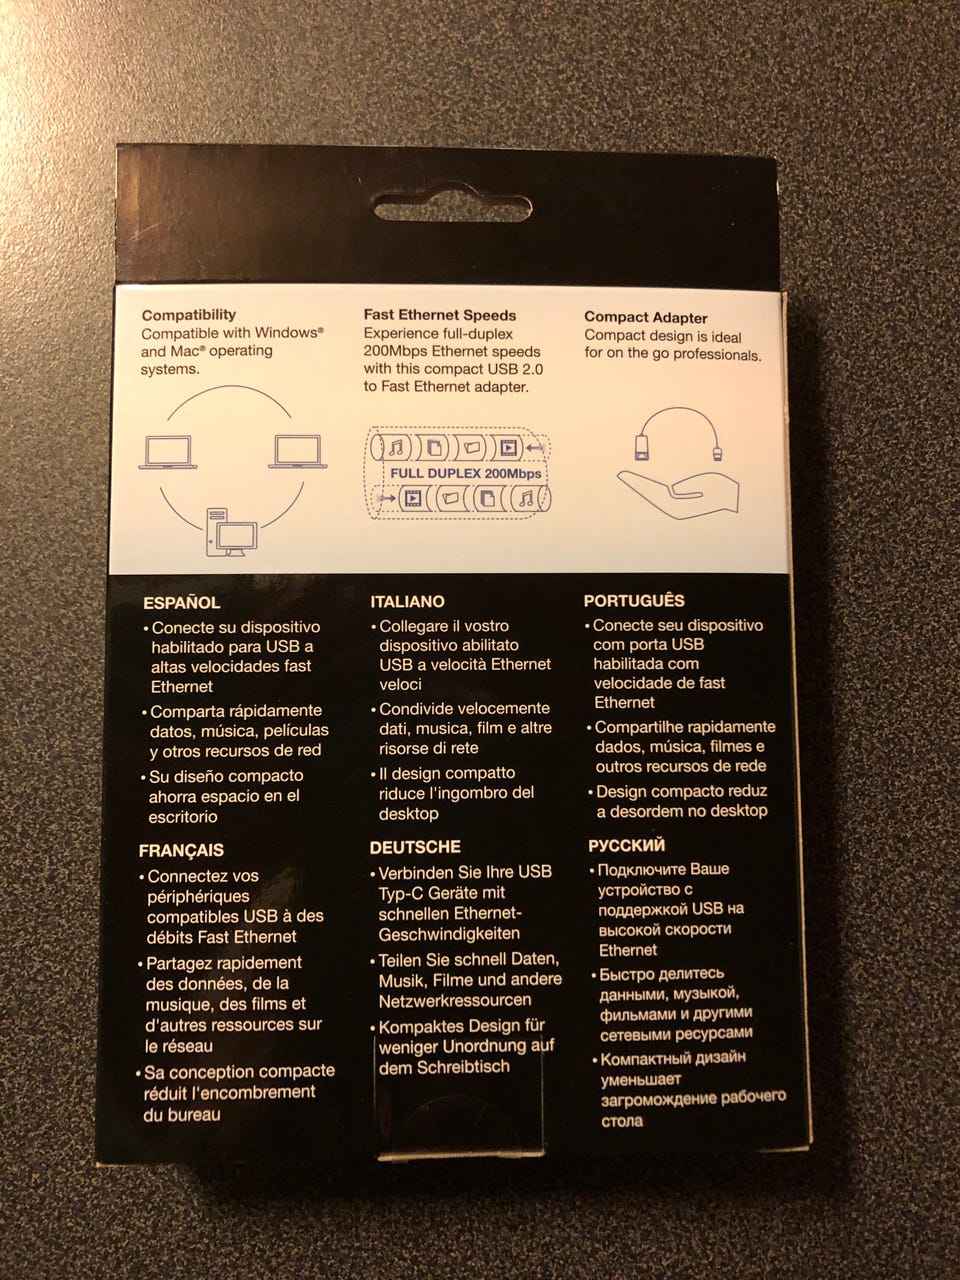 Compatibility
Compatible with Windows®
and Mac® operating
systems.
Fast Ethernet Speeds
Experience full-duplex
200Mbps Ethernet speeds
with this compact USB 2.0
to Fast Ethernet adapter.
Compact Adapter
Compact design is ideal
for on the go professionals.
FULL DUPLEX 200Mbps
ESPAÑOL
• Conecte su dispositivo
habilitado para USB a
altas velocidades fast
Ethernet
• Comparta rápidamente
datos, música, películas
y otros recursos de red
• Su diseño compacto
ahorra espacio en el
escritorio
ITALIANO
• Collegare il vostro
dispositivo abilitato
USB a velocità Ethernet
veloci
• Condivide velocemente
dati, musica, film e altre
risorse di rete
• Il design compatto
riduce l'ingombro del
desktop
PORTUGUÊS
• Conecte seu dispositivo
com porta USB
habilitada com
velocidade de fast
Ethernet
• Compartilhe rapidamente
dados, música, filmes e
outros recursos de rede
• Design compacto reduz
a desordem no desktop
FRANÇAIS
• Connectez vos
périphériques
compatibles USB à des
débits Fast Ethernet
• Partagez rapidement
des données, de la
musique, des films et
d'autres ressources sur
le réseau
• Sa conception compacte
réduit l'encombrement
du bureau
DEUTSCHE
• Verbinden Sie Ihre USB
Typ-C Geräte mit
schnellen Ethernet-
Geschwindigkeiten
• Teilen Sie schnell Daten,
Musik, Filme und andere
Netzwerkressourcen
• Kompaktes Design für
weniger Unordnung auf
dem Schreibtisch
РУССКИЙ
• Подключите Ваше
устройство с
поддержкой USB на
высокой скорости
Ethernet
• Быстро делитесь
данными, музыкой,
фильмами и другими
сетевыми ресурсами
• Компактный дизайн
уменьшает
загромождение рабочего
стола